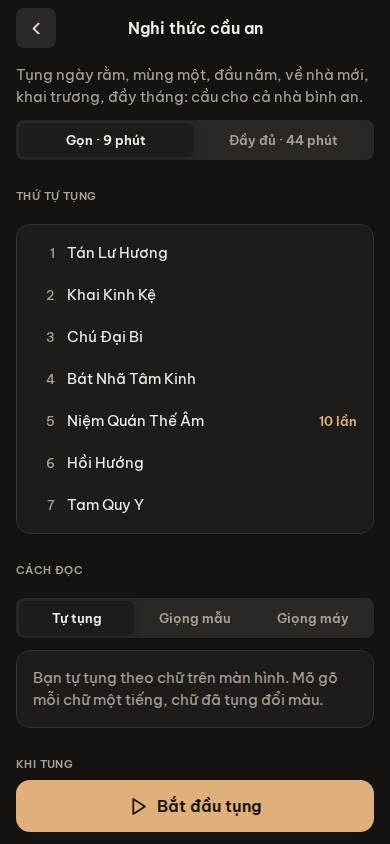 Nghi thức cầu an
Tụng ngày rằm, mùng một, đầu năm, về nhà mới,
khai trương, đầy tháng: cầu cho cả nhà bình an.
Gọn · 9 phút
Đầy đủ · 44 phút
THỨ TỰ TỤNG
1 Tán Lư Hương
2 Khai Kinh Kệ
3 Chú Đại Bi
4 Bát Nhã Tâm Kinh
5 Niệm Quán Thế Âm 10 lần
6 Hồi Hướng
7 Tam Quy Y
CÁCH ĐỌC
Tự tụng
Giọng mẫu
Giọng máy
Bạn tự tụng theo chữ trên màn hình. Mõ gõ
mỗi chữ một tiếng, chữ đã tụng đổi màu.
KHI TỤNG
Bắt đầu tụng